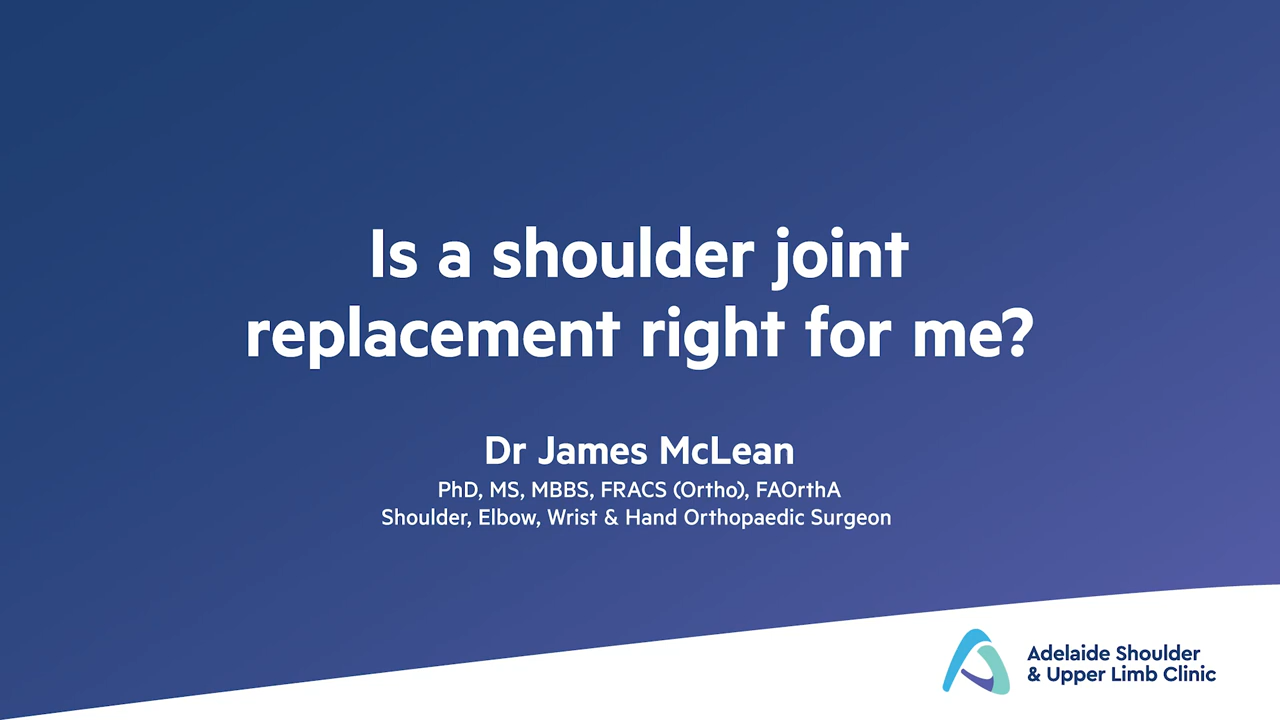 Is a shoulder joint
replacement right for me?
Dr James McLean
PhD, MS, MBBS, FRACS (Ortho), FAOrthA
Shoulder, Elbow, Wrist & Hand Orthopaedic Surgeon
Adelaide Shoulder
& Upper Limb Clinic